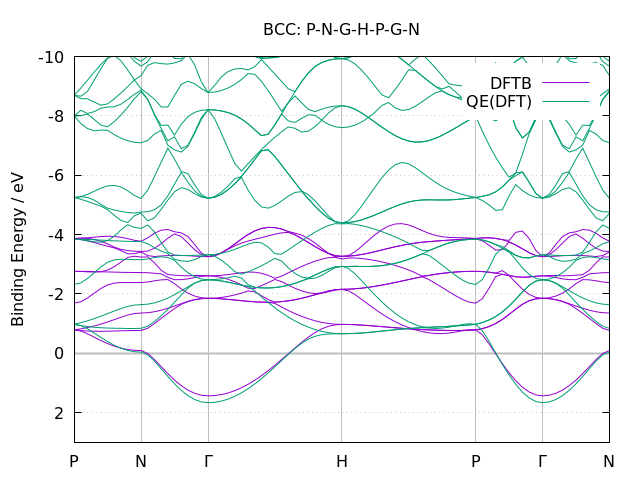 BCC: P-N-G-H-P-G-N
-10
DFTB
QE(DFT)
-8
-6
-4
-2
0
2
Binding Energy / eV
P N Γ H P Γ N